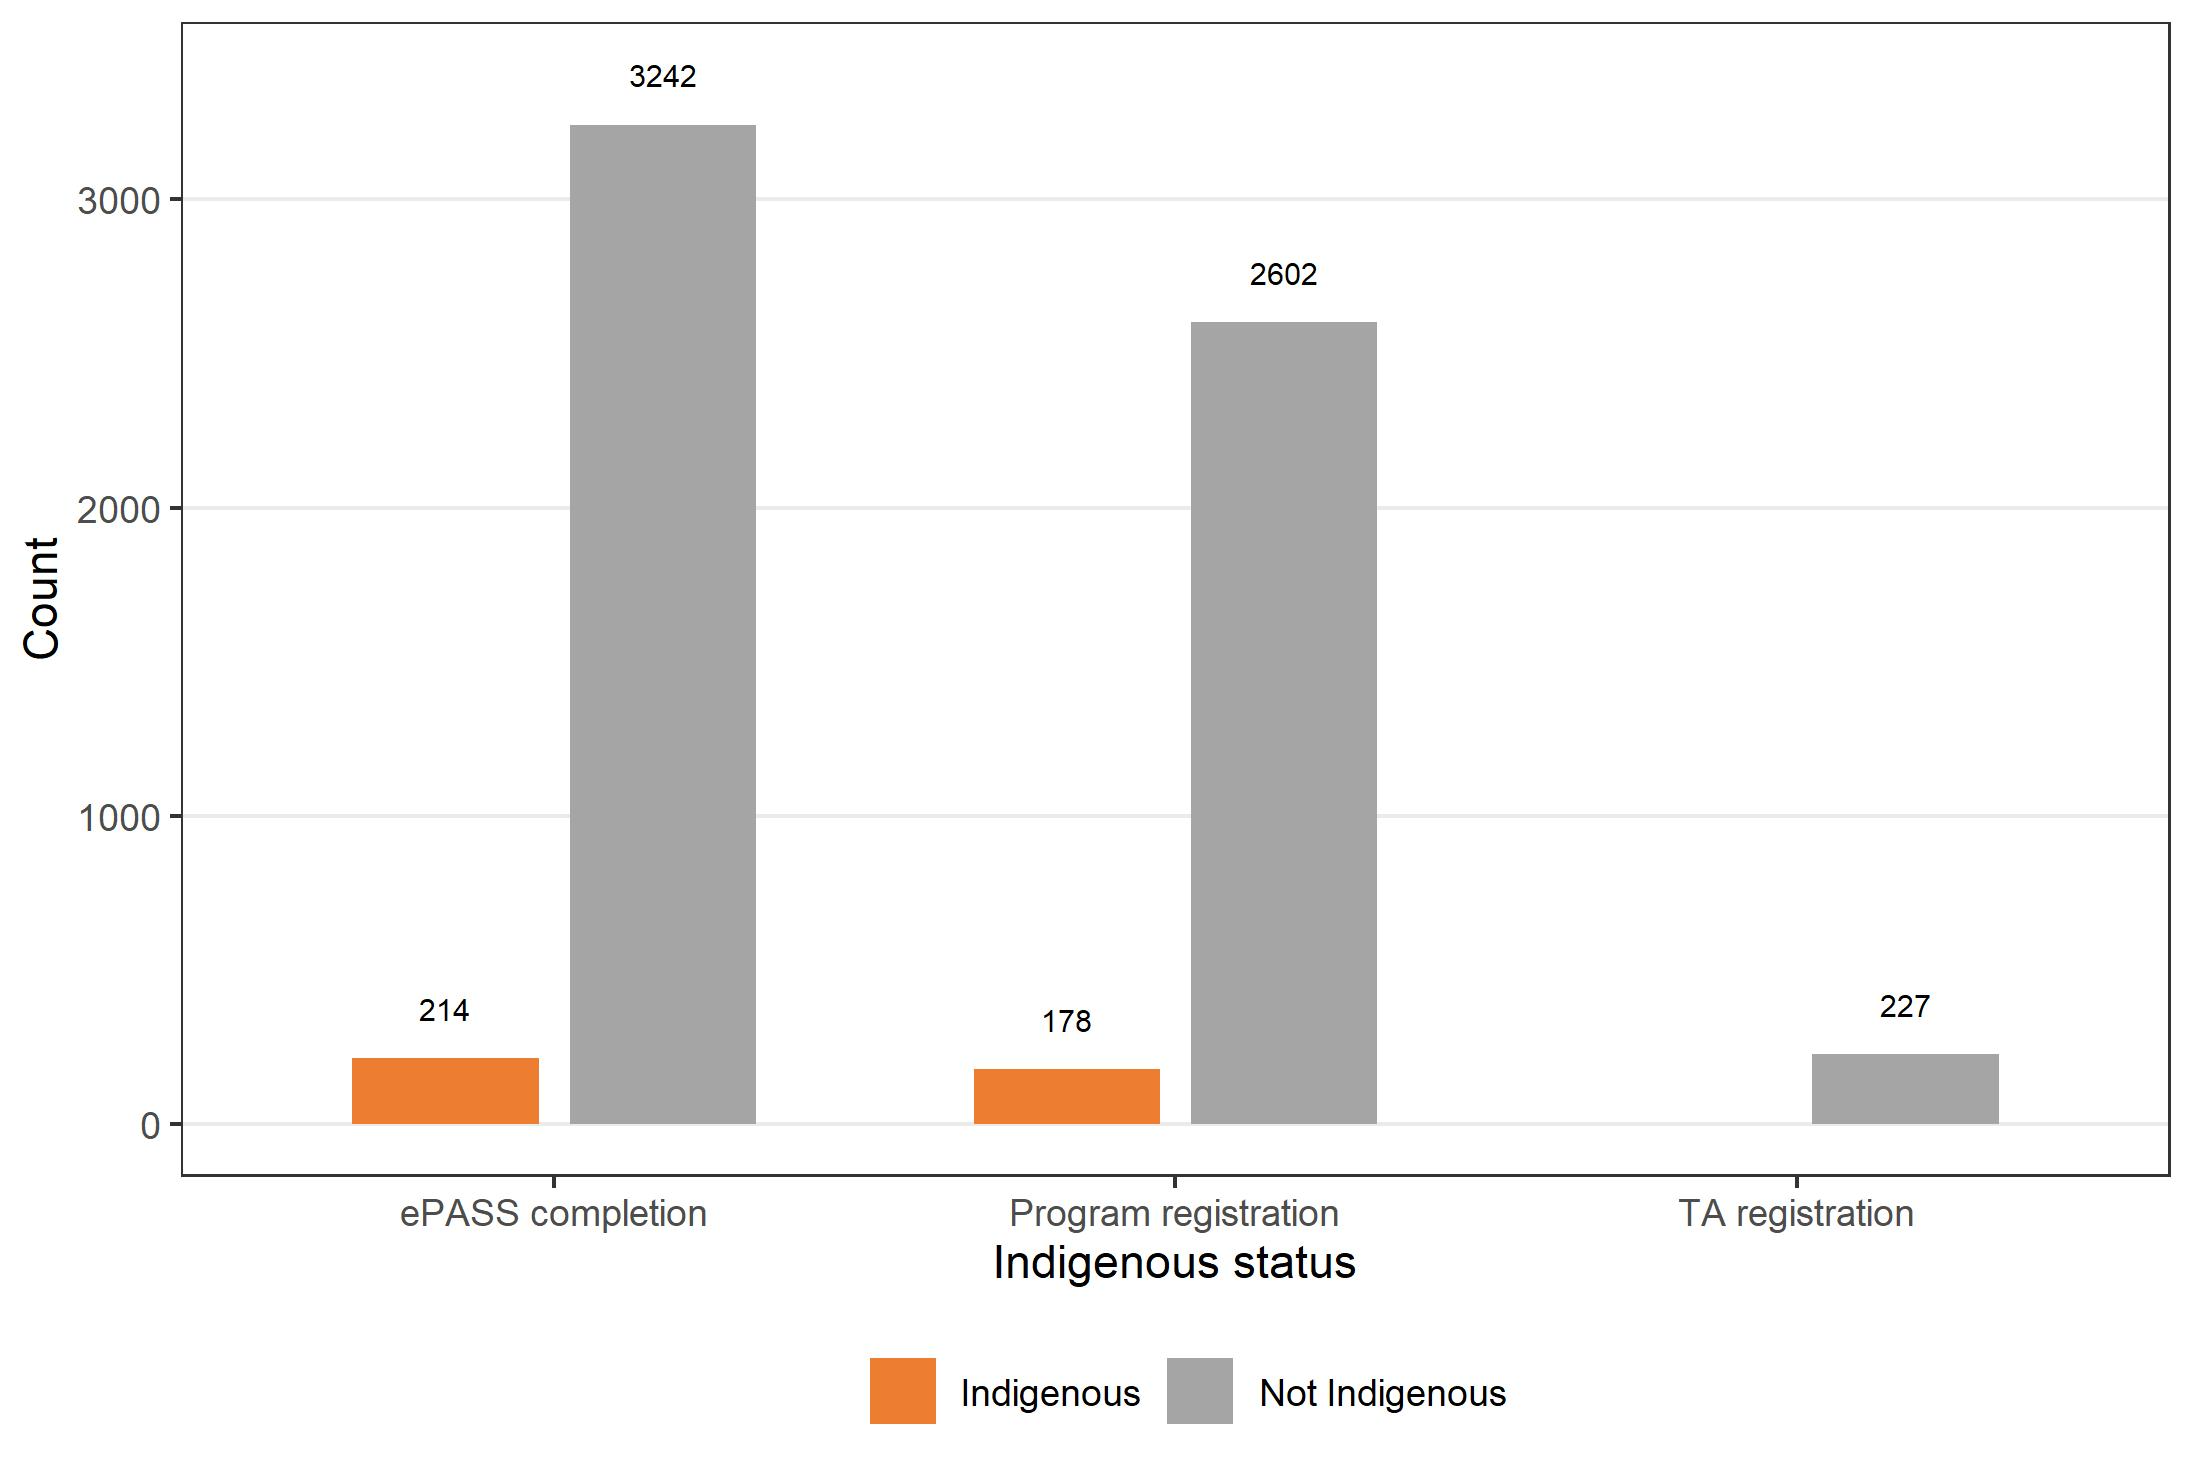 3242
3000
2602
2000
Count
1000
214
178
227
0
ePASS completion
Program registration
TA registration
Indigenous status
Indigenous
Not Indigenous